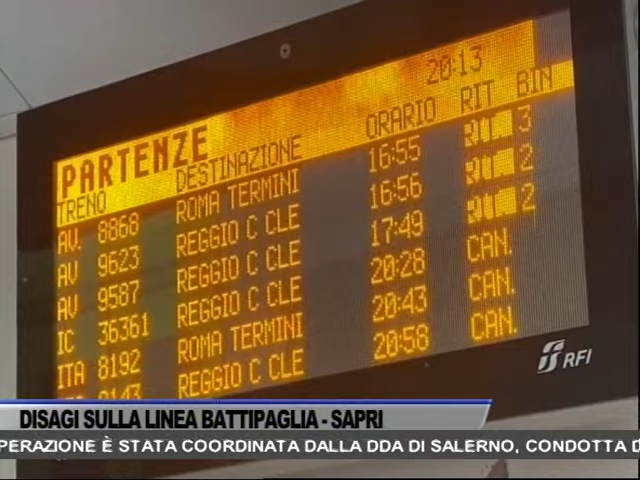 20:13
PARTENZE
TRENO DESTINAZIONE ORARIO RIT BIN
AV. 8868 ROMA TERMINI 16:55 3
AV 9623 REGGIO C CLE 16:56 2
AV 9587 REGGIO C CLE 17:49 2
IC 36361 REGGIO C CLE 20:28 CAN.
ITA 8192 ROMA TERMINI 20:43 CAN.
REGGIO C CLE 20:58 CAN.
RFI
DISAGI SULLA LINEA BATTIPAGLIA - SAPRI
PERAZIONE È STATA COORDINATA DALLA DDA DI SALERNO, CONDOTTA D